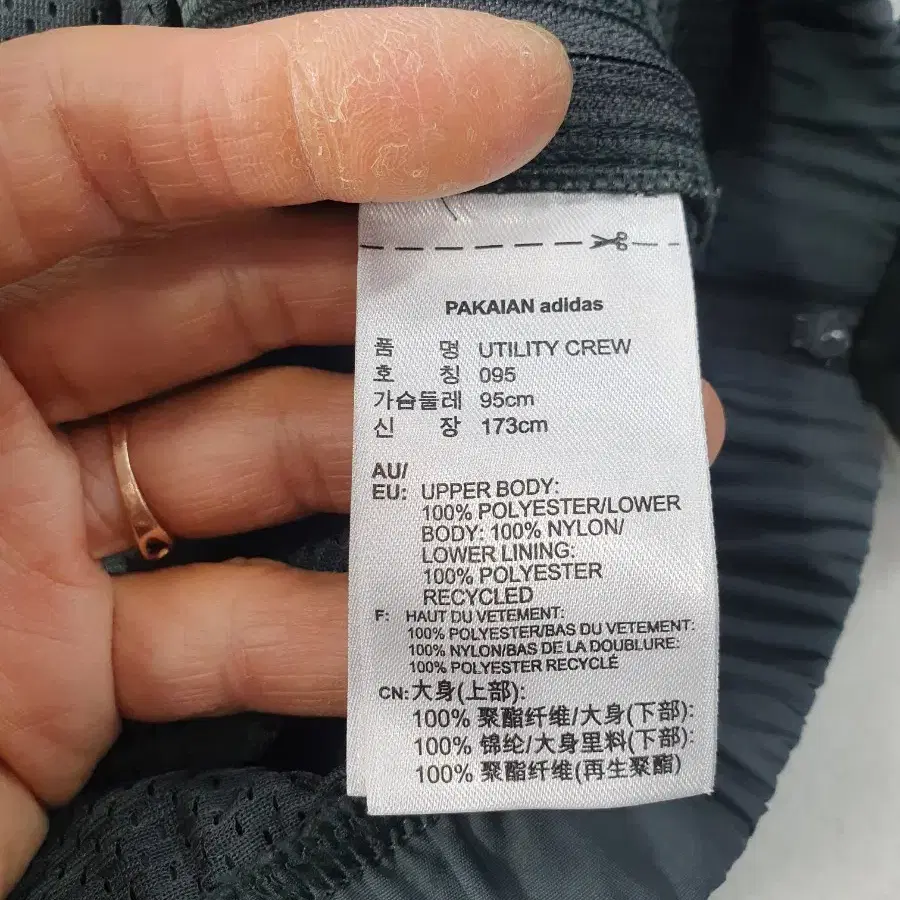 PAKAIAN adidas
품 명 UTILITY CREW
호 칭 095
가슴둘레 95cm
신 장 173cm
AU/
EU: UPPER BODY:
100% POLYESTER/LOWER
BODY: 100% NYLON/
LOWER LINING:
100% POLYESTER
RECYCLED
F: HAUT DU VETEMENT:
100% POLYESTER/BAS DU VETEMENT:
100% NYLON/BAS DE LA DOUBLURE:
100% POLYESTER RECYCLÉ
CN:大身(上部):
100% 聚酯纤维/大身(下部):
100% 锦纶/大身里料(下部):
100% 聚酯纤维(再生聚酯)